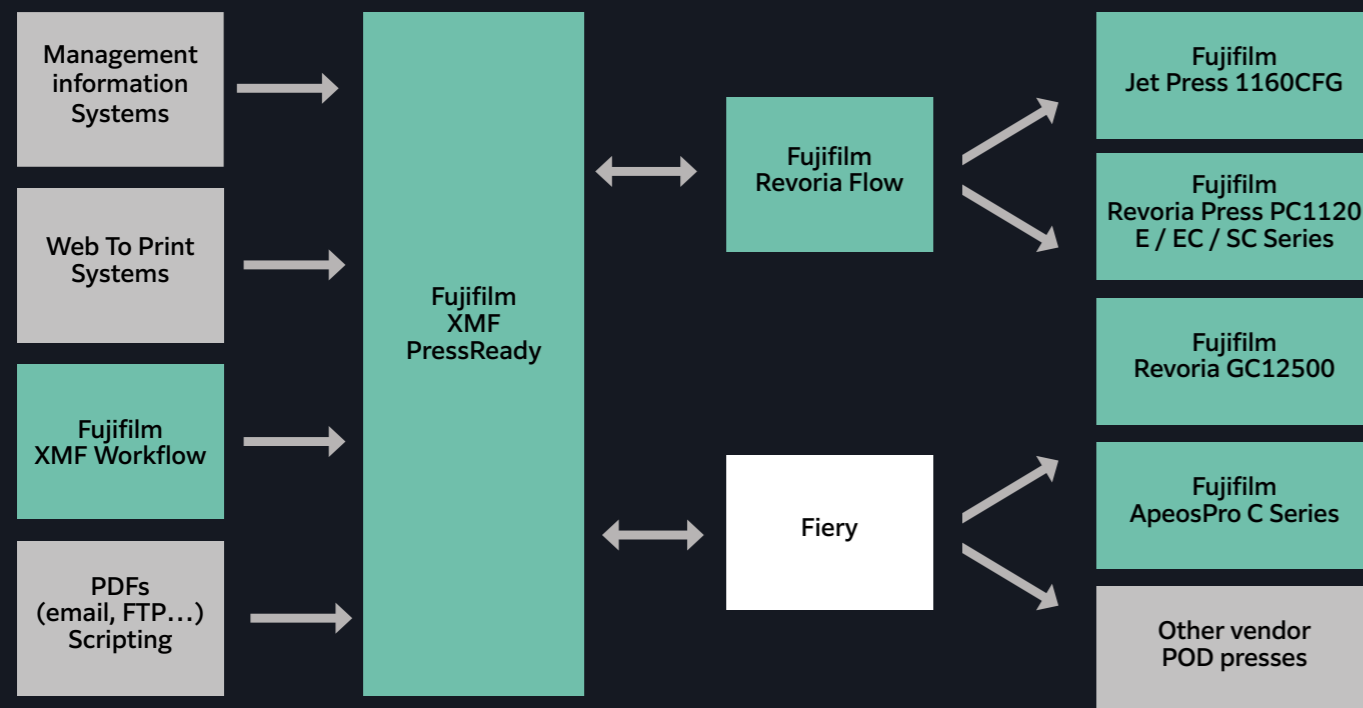 Management
information
Systems
Web To Print
Systems
Fujifilm
XMF Workflow
PDFs
(email, FTP...)
Scripting
Fujifilm
XMF
PressReady
Fujifilm
Revoria Flow
Fiery
Fujifilm
Jet Press 1160CFG
Fujifilm
Revoria Press PC1120
E / EC / SC Series
Fujifilm
Revoria GC12500
Fujifilm
ApeosPro C Series
Other vendor
POD presses